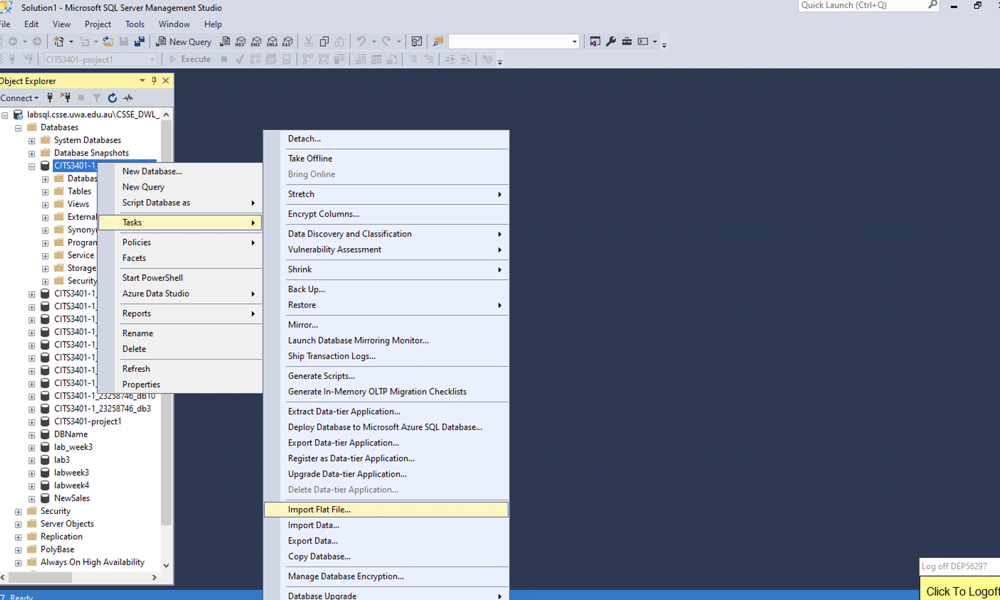 Solution1 - Microsoft SQL Server Management Studio
Quick Launch (Ctrl+Q)
File Edit View Project Tools Help
New Query MDX DMX XMLA DAX
CITS3401-project1 Execute
Object Explorer
Connect
labsql.csse.uwa.edu.au\CSSE_DWL_
Databases
System Databases
Database Snapshots
CITS3401-1_
Databas
Tables
Views
External
Synony
Program
Service
Storage
Security
CITS3401-1_
CITS3401-1_
CITS3401-1_
CITS3401-1_
CITS3401-1_
CITS3401-1_
CITS3401-1_
CITS3401-1_
CITS3401-1_23258746_db10
CITS3401-1_23258746_db3
CITS3401-project1
DBName
lab_week3
lab3
labweek3
labweek4
NewSales
Security
Server Objects
Replication
PolyBase
Always On High Availability
New Database...
New Query
Script Database as
Tasks
Policies
Facets
Start PowerShell
Azure Data Studio
Reports
Rename
Delete
Refresh
Properties
Detach...
Take Offline
Bring Online
Stretch
Encrypt Columns...
Data Discovery and Classification
Vulnerability Assessment
Shrink
Back Up...
Restore
Mirror...
Launch Database Mirroring Monitor...
Ship Transaction Logs...
Generate Scripts...
Generate In-Memory OLTP Migration Checklists
Extract Data-tier Application...
Deploy Database to Microsoft Azure SQL Database...
Export Data-tier Application...
Register as Data-tier Application...
Upgrade Data-tier Application...
Delete Data-tier Application...
Import Flat File...
Import Data...
Export Data...
Copy Database...
Manage Database Encryption...
Database Upgrade
Log off DEP56297
Click To Logoff
Ready